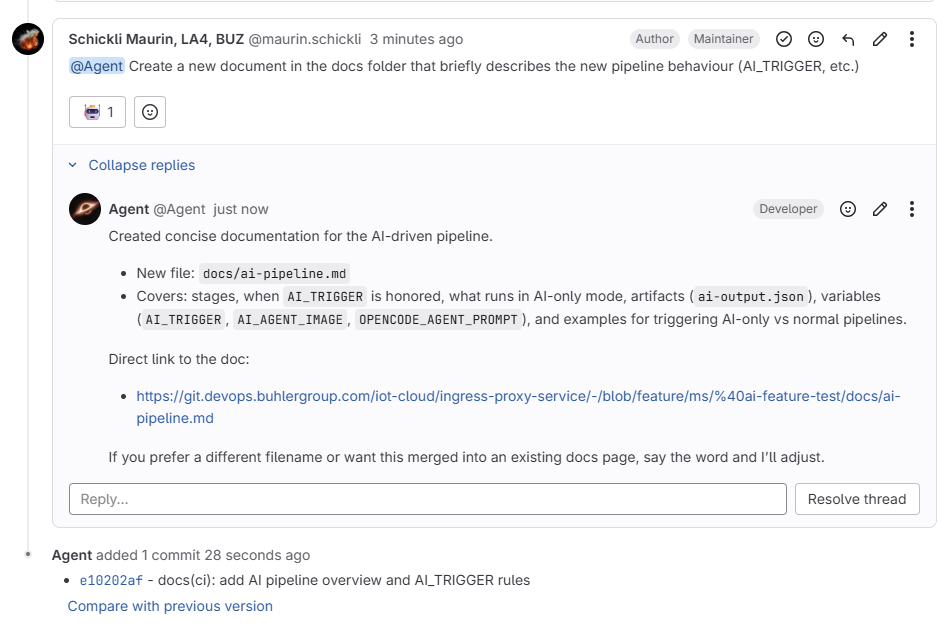 Schickli Maurin, LA4, BUZ @maurin.schickli 3 minutes ago Author Maintainer
@Agent Create a new document in the docs folder that briefly describes the new pipeline behaviour (AI_TRIGGER, etc.)
1
Collapse replies
Agent @Agent just now Developer
Created concise documentation for the AI-driven pipeline.
• New file: docs/ai-pipeline.md
• Covers: stages, when AI_TRIGGER is honored, what runs in AI-only mode, artifacts (ai-output.json), variables
(AI_TRIGGER, AI_AGENT_IMAGE, OPENCODE_AGENT_PROMPT), and examples for triggering AI-only vs normal pipelines.
Direct link to the doc:
• https://git.devops.buhlergroup.com/iot-cloud/ingress-proxy-service/-/blob/feature/ms/%40ai-feature-test/docs/ai-
pipeline.md
If you prefer a different filename or want this merged into an existing docs page, say the word and I’ll adjust.
Reply... Resolve thread
Agent added 1 commit 28 seconds ago
• e10202af - docs(ci): add AI pipeline overview and AI_TRIGGER rules
Compare with previous version